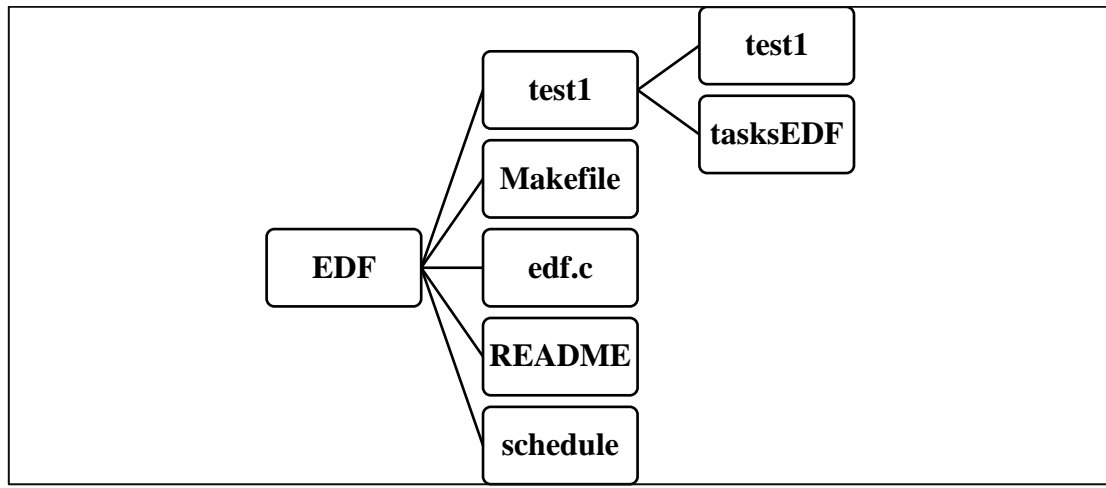 test1
tasksEDF
test1
Makefile
EDF
edf.c
README
schedule